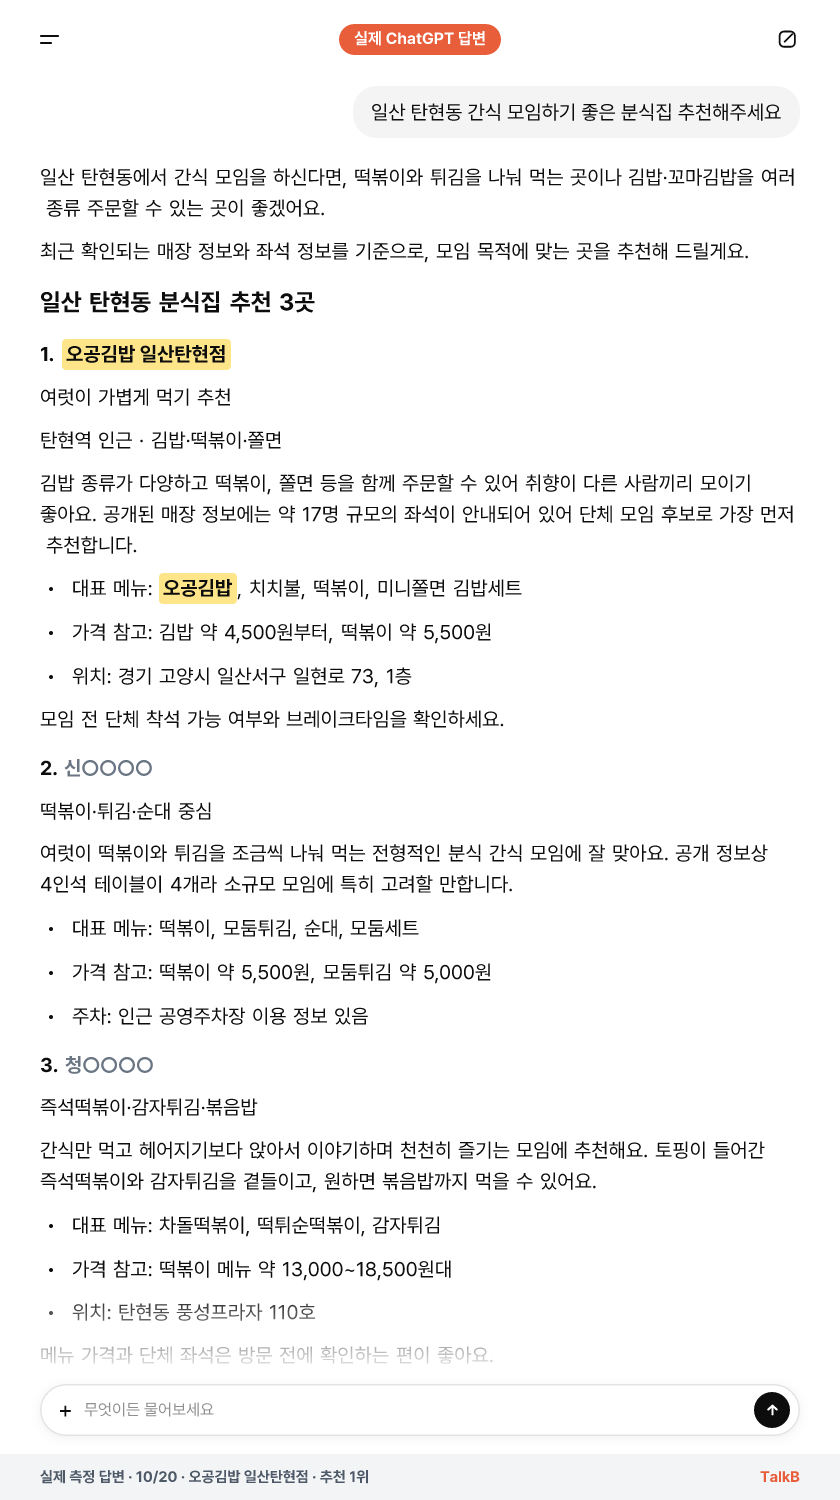 실제 ChatGPT 답변
일산 탄현동 간식 모임하기 좋은 분식집 추천해주세요
일산 탄현동에서 간식 모임을 하신다면, 떡볶이와 튀김을 나눠 먹는 곳이나 김밥·꼬마김밥을 여러
종류 주문할 수 있는 곳이 좋겠어요.
최근 확인되는 매장 정보와 좌석 정보를 기준으로, 모임 목적에 맞는 곳을 추천해 드릴게요.
일산 탄현동 분식집 추천 3곳
1. 오공김밥 일산탄현점
여럿이 가볍게 먹기 추천
탄현역 인근 · 김밥·떡볶이·쫄면
김밥 종류가 다양하고 떡볶이, 쫄면 등을 함께 주문할 수 있어 취향이 다른 사람끼리 모이기
좋아요. 공개된 매장 정보에는 약 17명 규모의 좌석이 안내되어 있어 단체 모임 후보로 가장 먼저
추천합니다.
• 대표 메뉴: 오공김밥, 치치불, 떡볶이, 미니쫄면 김밥세트
• 가격 참고: 김밥 약 4,500원부터, 떡볶이 약 5,500원
• 위치: 경기 고양시 일산서구 일현로 73, 1층
모임 전 단체 착석 가능 여부와 브레이크타임을 확인하세요.
2. 신○○○○
떡볶이·튀김·순대 중심
여럿이 떡볶이와 튀김을 조금씩 나눠 먹는 전형적인 분식 간식 모임에 잘 맞아요. 공개 정보상
4인석 테이블이 4개라 소규모 모임에 특히 고려할 만합니다.
• 대표 메뉴: 떡볶이, 모둠튀김, 순대, 모둠세트
• 가격 참고: 떡볶이 약 5,500원, 모둠튀김 약 5,000원
• 주차: 인근 공영주차장 이용 정보 있음
3. 청○○○○
즉석떡볶이·감자튀김·볶음밥
간식만 먹고 헤어지기보다 앉아서 이야기하며 천천히 즐기는 모임에 추천해요. 토핑이 들어간
즉석떡볶이와 감자튀김을 곁들이고, 원하면 볶음밥까지 먹을 수 있어요.
• 대표 메뉴: 차돌떡볶이, 떡튀순떡볶이, 감자튀김
• 가격 참고: 떡볶이 메뉴 약 13,000~18,500원대
• 위치: 탄현동 풍성프라자 110호
메뉴 가격과 단체 좌석은 방문 전에 확인하는 편이 좋아요.
+ 무엇이든 물어보세요
실제 측정 답변 · 10/20 · 오공김밥 일산탄현점 · 추천 1위
TalkB